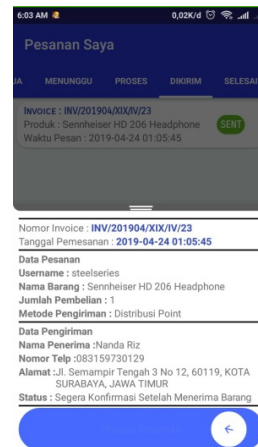 6:03 AM
0,02K/d
Pesanan Saya
JA MENUNGGU PROSES DIKIRIM SELESAI
INVOICE : INV/201904/XIX/IV/23
Produk : Sennheiser HD 206 Headphone
SENT
Waktu Pesan : 2019-04-24 01:05:45
Nomor Invoice : INV/201904/XIX/IV/23
Tanggal Pemesanan : 2019-04-24 01:05:45
Data Pesanan
Username : steelseries
Nama Barang : Sennheiser HD 206 Headphone
Jumlah Pembelian : 1
Metode Pengiriman : Distribusi Point
Data Pengiriman
Nama Penerima :Nanda Riz
Nomor Telp :083159730129
Alamat :Jl. Semampir Tengah 3 No 12, 60119, KOTA
SURABAYA, JAWA TIMUR
Status : Segera Konfirmasi Setelah Menerima Barang